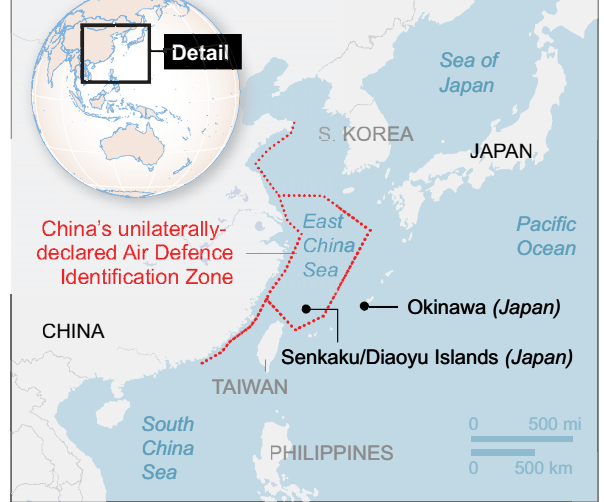 Detail
Sea of
Japan
S. KOREA
JAPAN
China's unilaterally-
declared Air Defence
Identification Zone
East
China
Sea
Pacific
Ocean
Okinawa (Japan)
CHINA
Senkaku/Diaoyu Islands (Japan)
TAIWAN
South
China
Sea
PHILIPPINES
0 500 mi
0 500 km